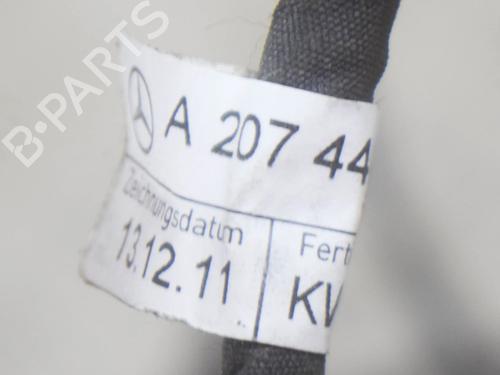 B-PARTS
A 207 44
Zeichnungsdatum
Fert
13.12.11
KV